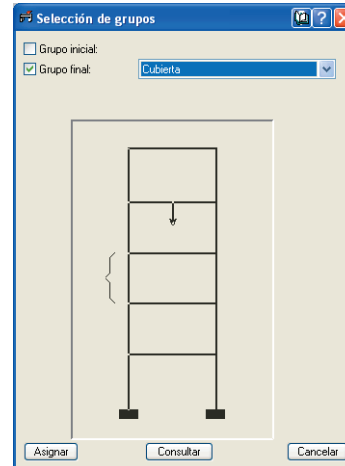 Selección de grupos
Grupo inicial:
Grupo final: Cubierta
Asignar Consultar Cancelar